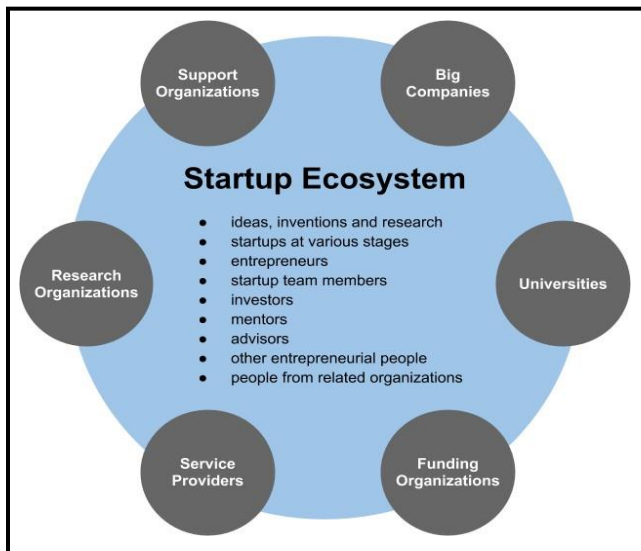 Support
Organizations
Big
Companies
Startup Ecosystem
● ideas, inventions and research
● startups at various stages
● entrepreneurs
● startup team members
● investors
● mentors
● advisors
● other entrepreneurial people
● people from related organizations
Research
Organizations
Universities
Service
Providers
Funding
Organizations